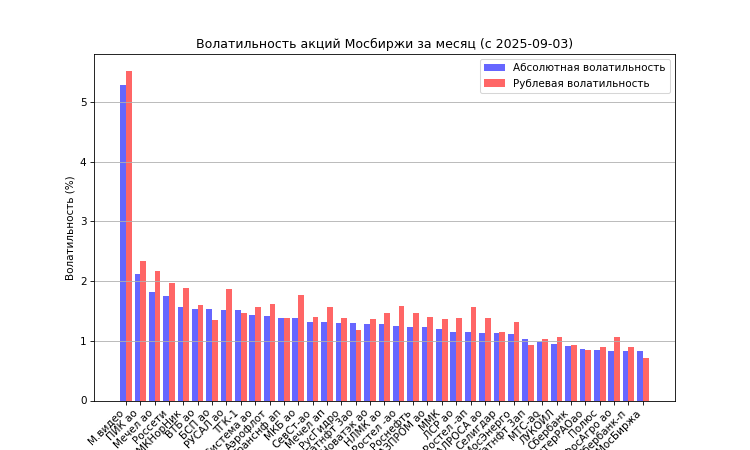 Волатильность акций Мосбиржи за месяц (с 2025-09-03)
Абсолютная волатильность
Рублевая волатильность
Волатильность (%)
5
4
3
2
1
0
М.видео
ПИК ао
Мечел ао
Россети
ГМКНорНик
ВТБ ао
БСП ао
РУСАЛ ао
ТГК-1
Система ао
Аэрофлот
Транснф ап
МКБ ао
СевСт-ао
Мечел ап
РусГидро
Татнфт 3ао
Новатэк ао
НЛМК ао
Ростел -ао
Роснефть
ГАЗПРОМ ао
ММК
ЛСР ао
Ростел -ап
АЛРОСА ао
Селигдар
МосЭнерго
Татнфт 3ап
МТС-ао
ЛУКОЙЛ
Сбербанк
ИнтерРАОао
Полюс
Сбербанк-п
МосБиржа